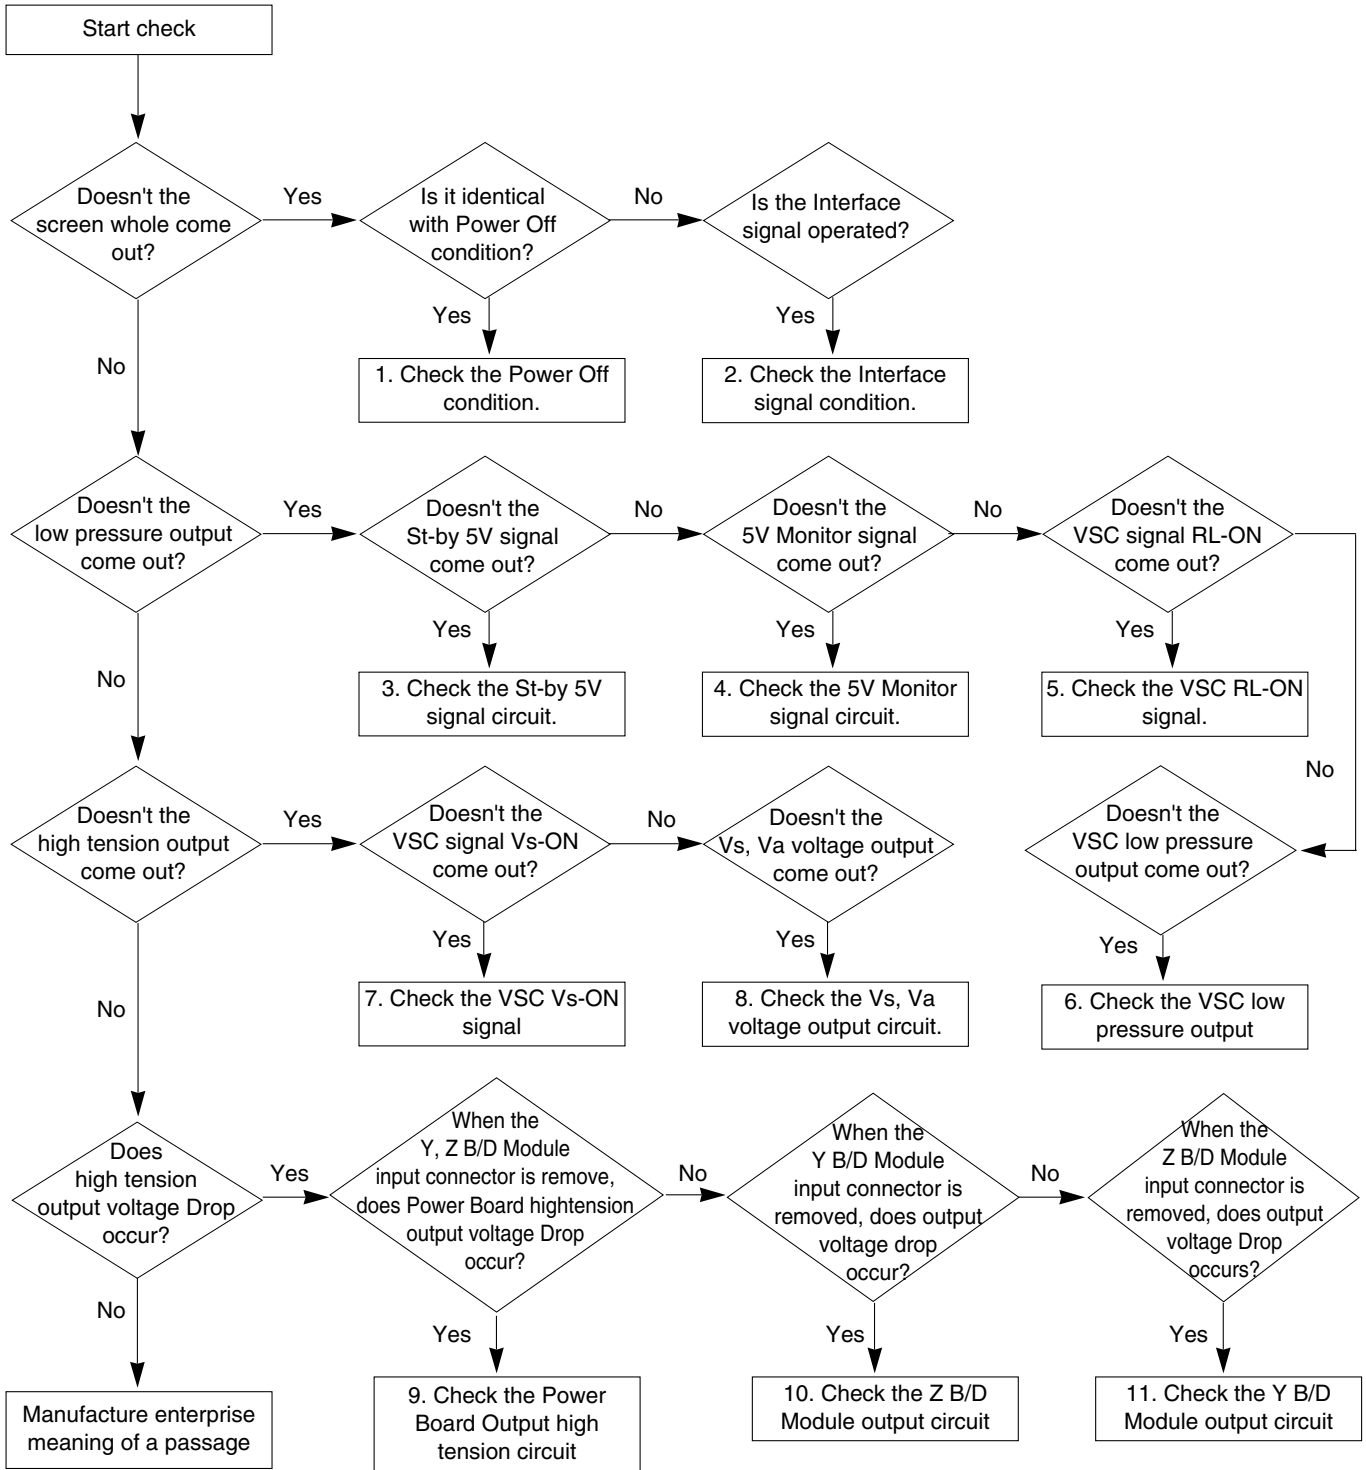 Start check
Doesn't the
screen whole come
out?
Yes
Is it identical
with Power Off
condition?
No
Is the Interface
signal operated?
Yes
Yes
No
1. Check the Power Off
condition.
2. Check the Interface
signal condition.
Doesn't the
low pressure output
come out?
Yes
Doesn't the
St-by 5V signal
come out?
No
Doesn't the
5V Monitor signal
come out?
No
Doesn't the
VSC signal RL-ON
come out?
Yes
Yes
Yes
No
3. Check the St-by 5V
signal circuit.
4. Check the 5V Monitor
signal circuit.
5. Check the VSC RL-ON
signal.
No
Doesn't the
high tension output
come out?
Yes
Doesn't the
VSC signal Vs-ON
come out?
No
Doesn't the
Vs, Va voltage output
come out?
Doesn't the
VSC low pressure
output come out?
Yes
Yes
Yes
No
7. Check the VSC Vs-ON
signal
8. Check the Vs, Va
voltage output circuit.
6. Check the VSC low
pressure output
Does
high tension
output voltage Drop
occur?
Yes
When the
Y, Z B/D Module
input connector is remove,
does Power Board hightension
output voltage Drop
occur?
No
When the
Y B/D Module
input connector is
removed, does output
voltage drop
occur?
No
When the
Z B/D Module
input connector is
removed, does output
voltage Drop
occurs?
No
Yes
Yes
Yes
Manufacture enterprise
meaning of a passage
9. Check the Power
Board Output high
tension circuit
10. Check the Z B/D
Module output circuit
11. Check the Y B/D
Module output circuit